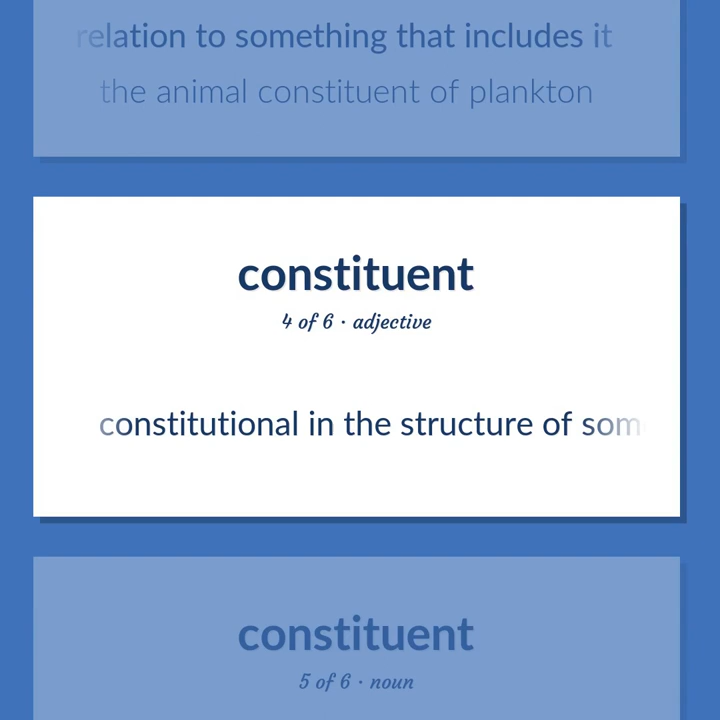 relation to something that includes it
the animal constituent of plankton
constituent
4 of 6 · adjective
constitutional in the structure of som
constituent
5 of 6 · noun